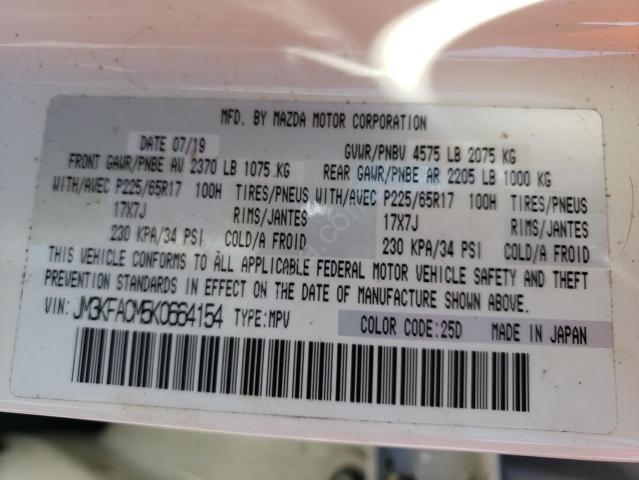 MFD. BY MAZDA MOTOR CORPORATION
DATE 07/19 GVWR/PNBV 4575 LB 2075 KG
FRONT GAWR/PNBE AV 2370 LB 1075 KG REAR GAWR/PNBE AR 2205 LB 1000 KG
WITH/AVEC P225/65R17 100H TIRES/PNEUS WITH/AVEC P225/65R17 100H TIRES/PNEUS
17X7J RIMS/JANTES 17X7J RIMS/JANTES
230 KPA/34 PSI COLD/A FROID 230 KPA/34 PSI COLD/A FROID
THIS VEHICLE CONFORMS TO ALL APPLICABLE FEDERAL MOTOR VEHICLE SAFETY AND THEFT
PREVENTION STANDARDS IN EFFECT ON THE DATE OF MANUFACTURE SHOWN ABOVE.
VIN: JM3KFACM5K0664154 TYPE:MPV COLOR CODE:25D MADE IN JAPAN